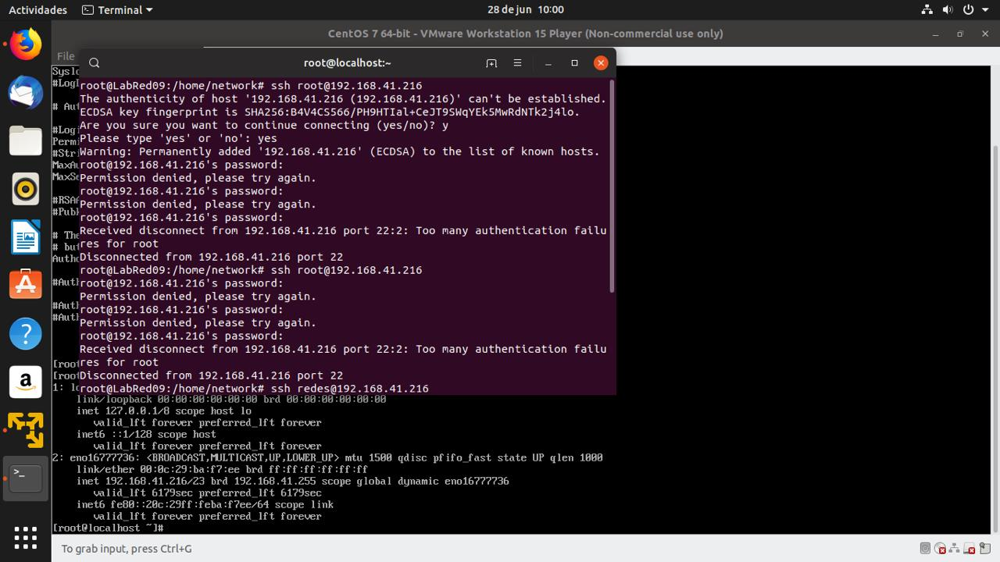 Actividades
Terminal
28 de jun 10:00
CentOS 7 64-bit - VMware Workstation 15 Player (Non-commercial use only)
File
root@localhost:~
root@LabRed09:/home/network# ssh root@192.168.41.216
The authenticity of host '192.168.41.216 (192.168.41.216)' can't be established.
ECDSA key fingerprint is SHA256:B4V4CS566/PH9HTIal+CeJT9SWqYEk5MwRdNTk2j4lo.
Are you sure you want to continue connecting (yes/no)? y
Please type 'yes' or 'no': yes
Warning: Permanently added '192.168.41.216' (ECDSA) to the list of known hosts.
root@192.168.41.216's password:
Permission denied, please try again.
root@192.168.41.216's password:
Permission denied, please try again.
root@192.168.41.216's password:
Received disconnect from 192.168.41.216 port 22:2: Too many authentication failu
res for root
Disconnected from 192.168.41.216 port 22
root@LabRed09:/home/network# ssh root@192.168.41.216
root@192.168.41.216's password:
Permission denied, please try again.
root@192.168.41.216's password:
Permission denied, please try again.
root@192.168.41.216's password:
Received disconnect from 192.168.41.216 port 22:2: Too many authentication failu
res for root
Disconnected from 192.168.41.216 port 22
root@LabRed09:/home/network# ssh redes@192.168.41.216
Syslo
#Log
# Aut
#Logi
Permi
#Stri
MaxAu
MaxSe
#RSAA
#Pub
# The
# but
Autho
#Auth
#Auth
#Auth
[root
[root
1: lo
link/loopback 00:00:00:00:00:00 brd 00:00:00:00:00:00
inet 127.0.0.1/8 scope host lo
valid_lft forever preferred_lft forever
inet6 ::1/128 scope host
valid_lft forever preferred_lft forever
2: eno16777736: <BROADCAST,MULTICAST,UP,LOWER_UP> mtu 1500 qdisc pfifo_fast state UP qlen 1000
link/ether 00:0c:29:ba:f7:ee brd ff:ff:ff:ff:ff:ff
inet 192.168.41.216/23 brd 192.168.41.255 scope global dynamic eno16777736
valid_lft 6179sec preferred_lft 6179sec
inet6 fe80::20c:29ff:feba:f7ee/64 scope link
valid_lft forever preferred_lft forever
[root@localhost ~]#
To grab input, press Ctrl+G